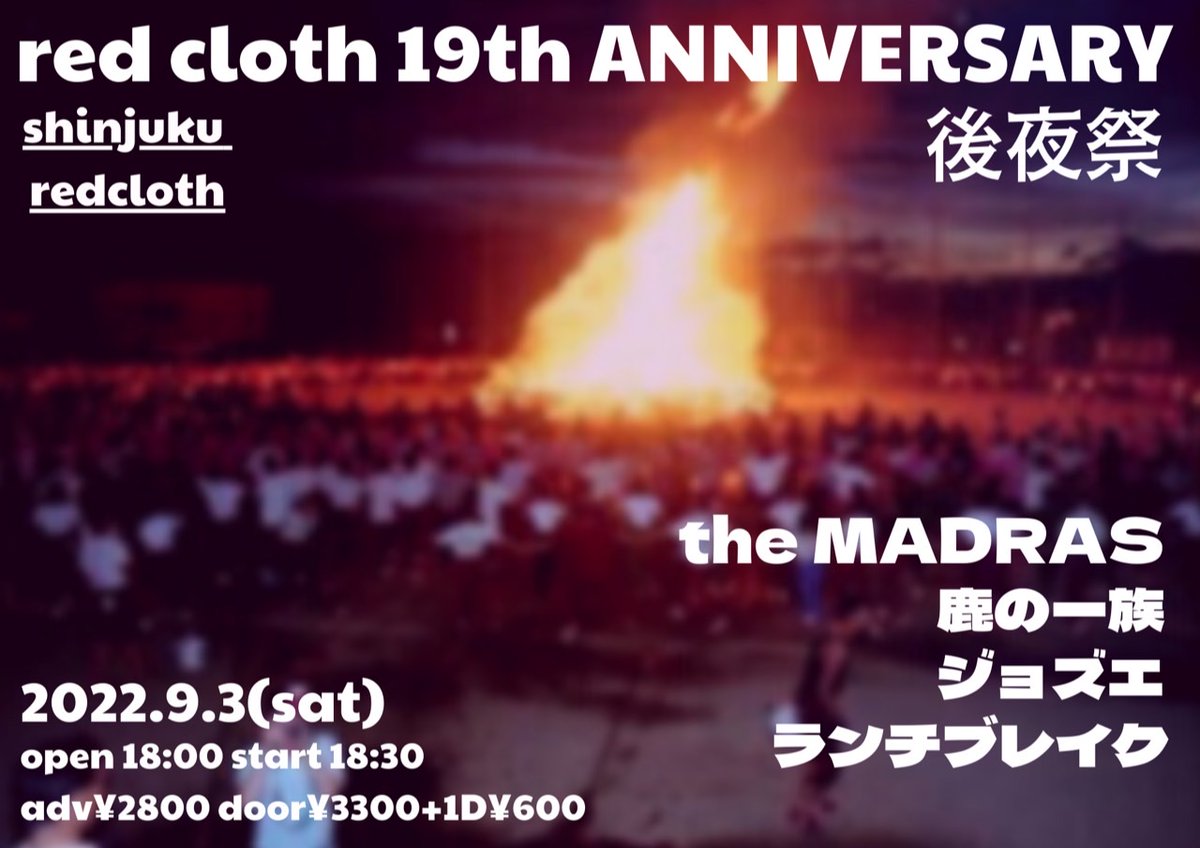 red cloth 19th ANNIVERSARY
後夜祭
shinjuku
redcloth
the MADRAS
鹿の一族
ジョズエ
ランチブレイク
2022.9.3(sat)
open 18:00 start 18:30
adv¥2800 door¥3300+1D¥600